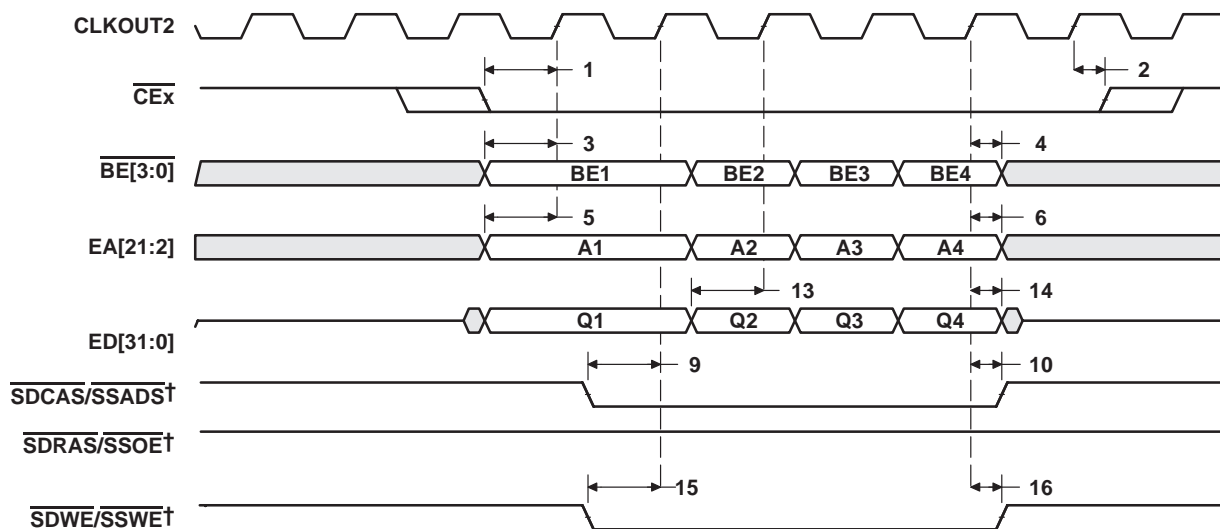 CLKOUT2
1 2
CEx
3 4
BE[3:0] BE1 BE2 BE3 BE4
5 6
EA[21:2] A1 A2 A3 A4
13 14
ED[31:0] Q1 Q2 Q3 Q4
9 10
SDCAS/SSADS†
SDRAS/SSOE†
15 16
SDWE/SSWE†